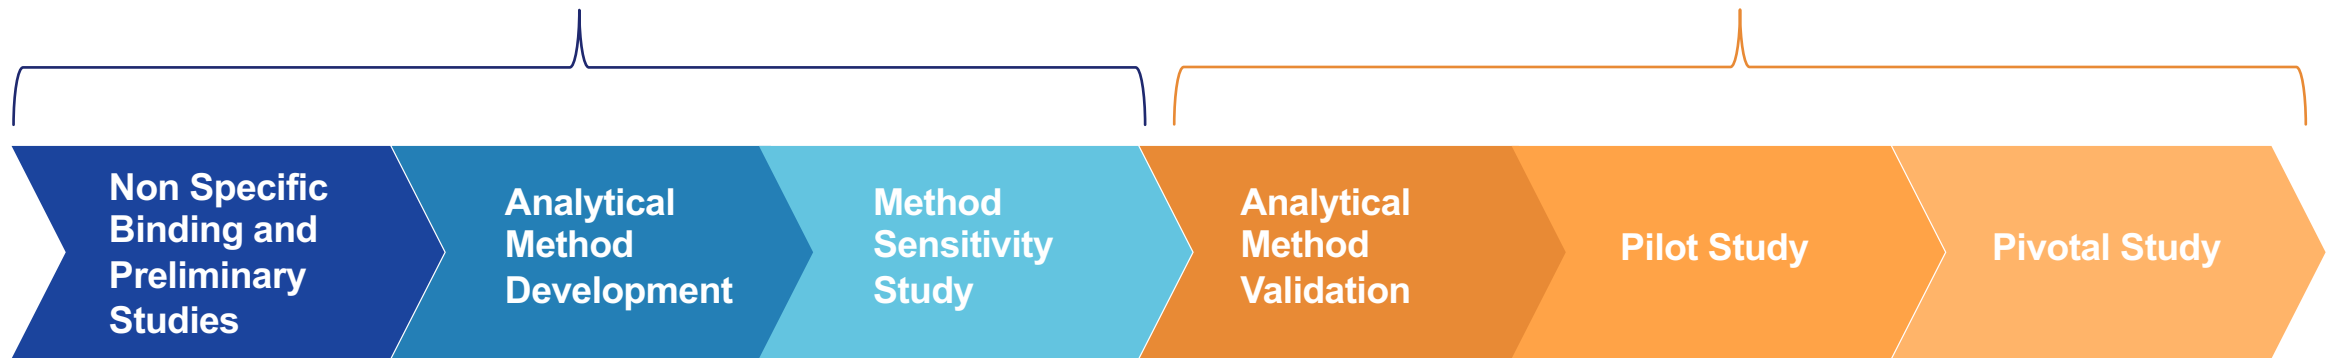 Non Specific
Binding and
Preliminary
Studies
Analytical
Method
Development
Method
Sensitivity
Study
Analytical
Method
Validation
Pilot Study
Pivotal Study